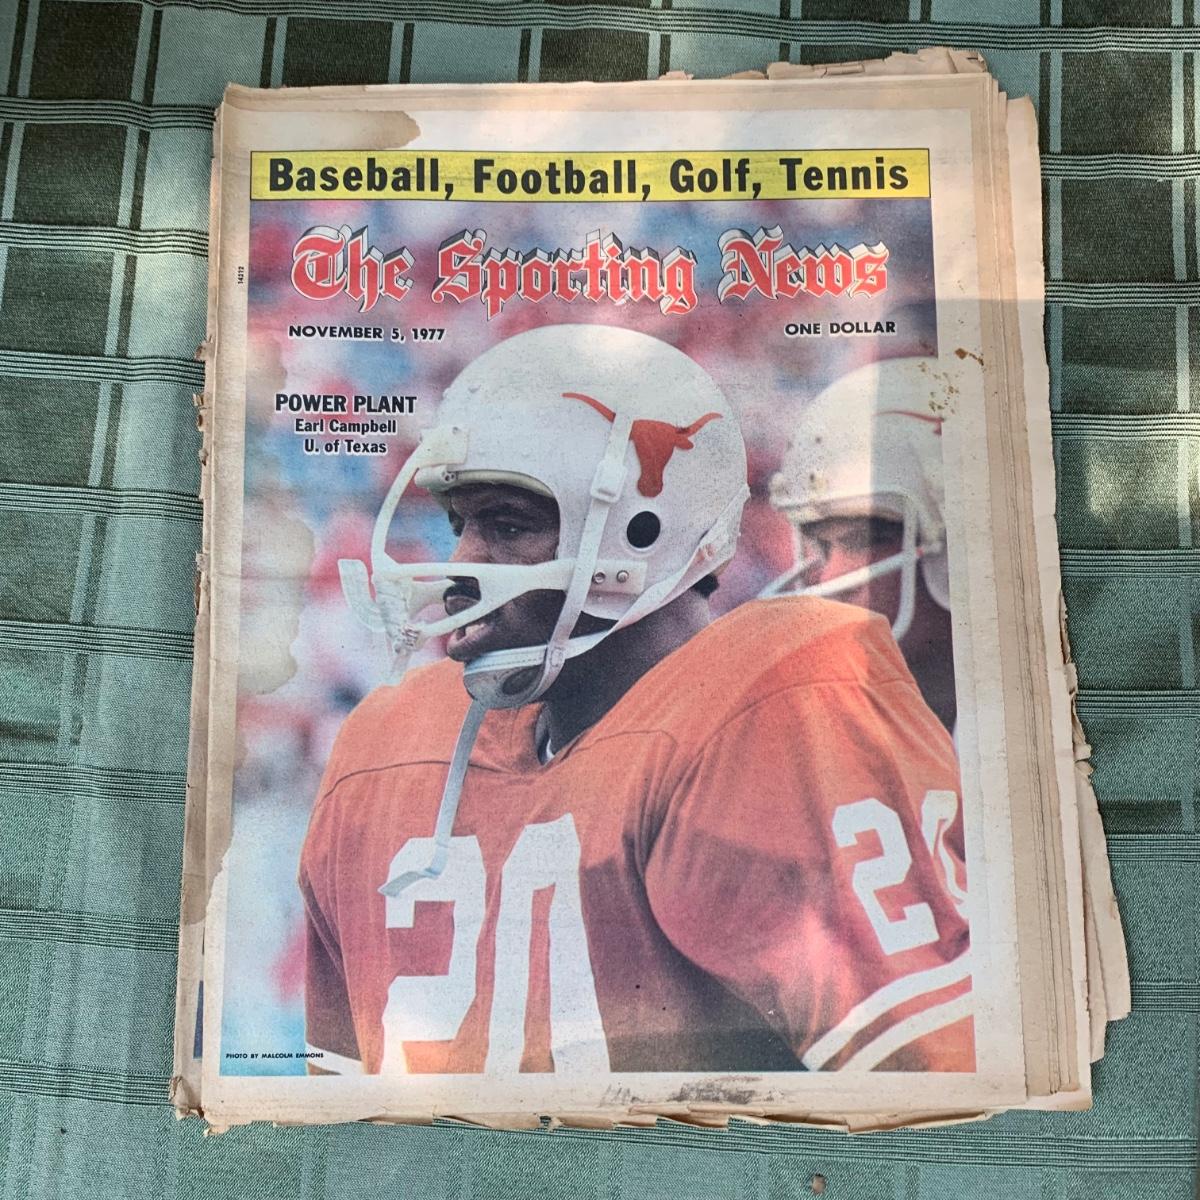 Baseball, Football, Golf, Tennis
The Sporting News
NOVEMBER 5, 1977
ONE DOLLAR
14212
POWER PLANT
Earl Campbell
U. of Texas
20
20
PHOTO BY MALCOLM EMMONS